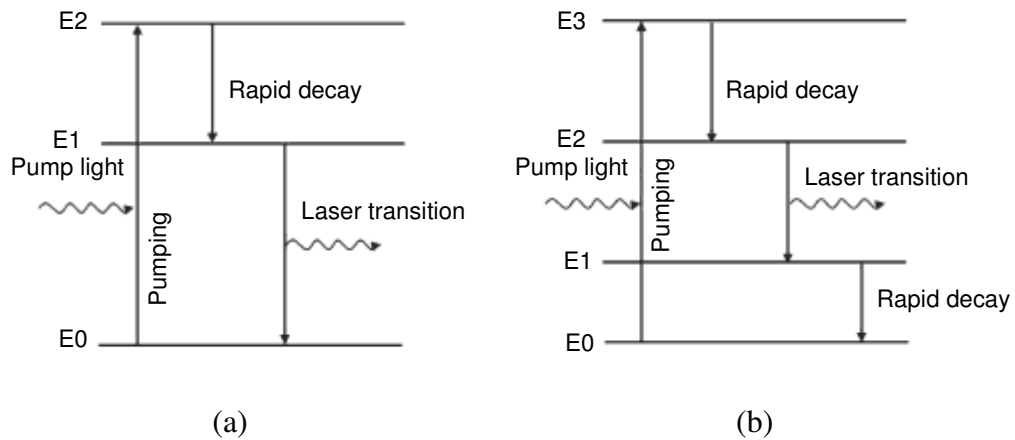 E2
Rapid decay
E1
Pump light
Pumping
Laser transition
E0
(a)
E3
Rapid decay
E2
Pump light
Pumping
Laser transition
E1
Rapid decay
E0
(b)